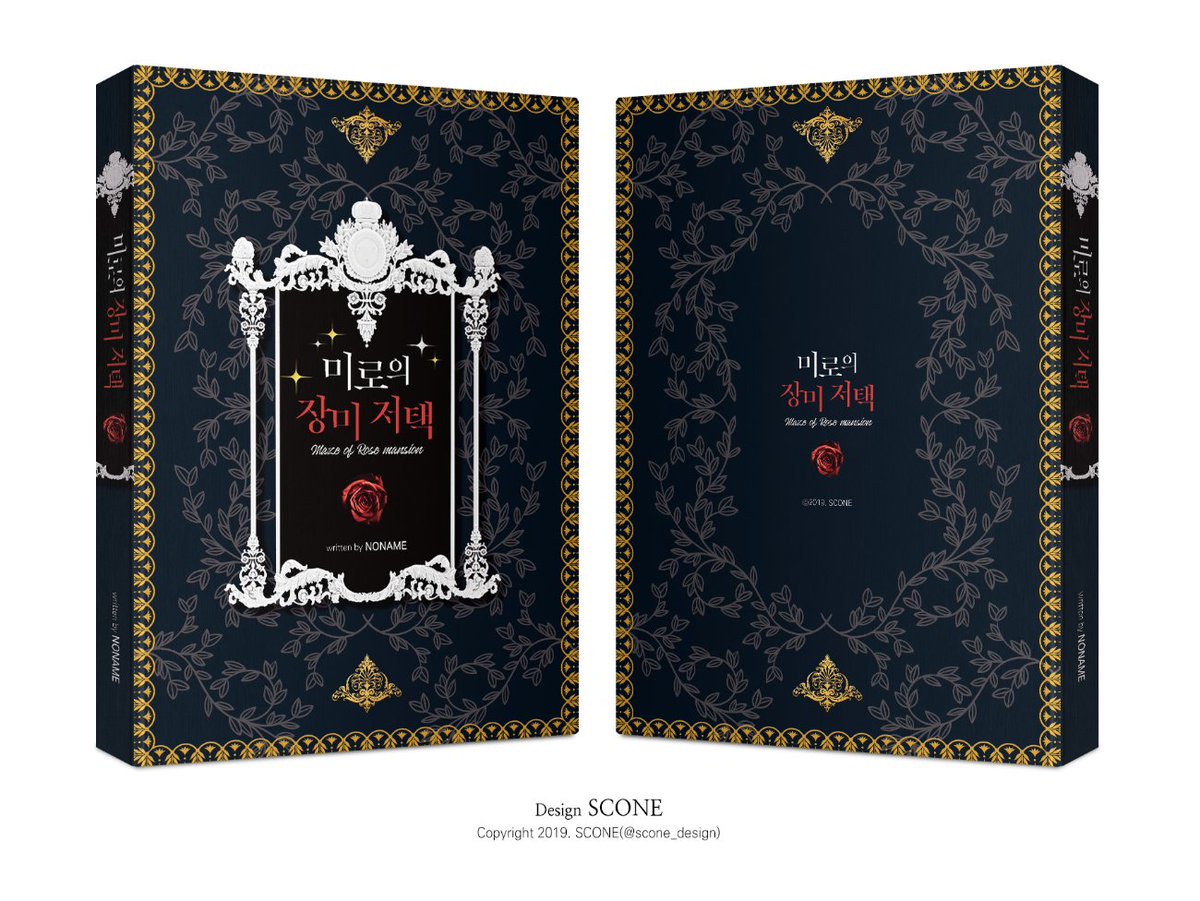 미로의
장미 저택
Maze of Rose mansion
written by NONAME
미로의 장미 저택
written by NONAME
미로의
장미 저택
Maze of Rose mansion
©2019. SCONE
미로의 장미 저택
written by NONAME
Design SCONE
Copyright 2019. SCONE(@scone_design)